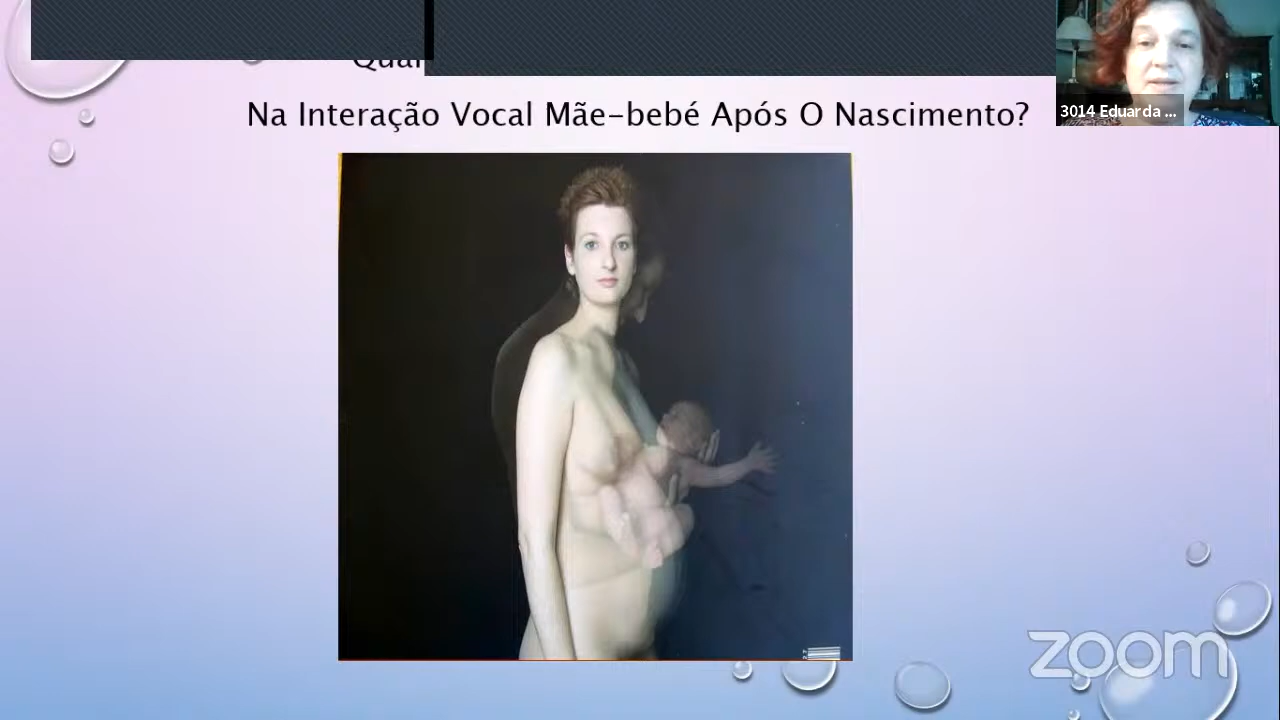 Na Interação Vocal Mãe-bebé Após O Nascimento?
3014 Eduarda ...
zoom